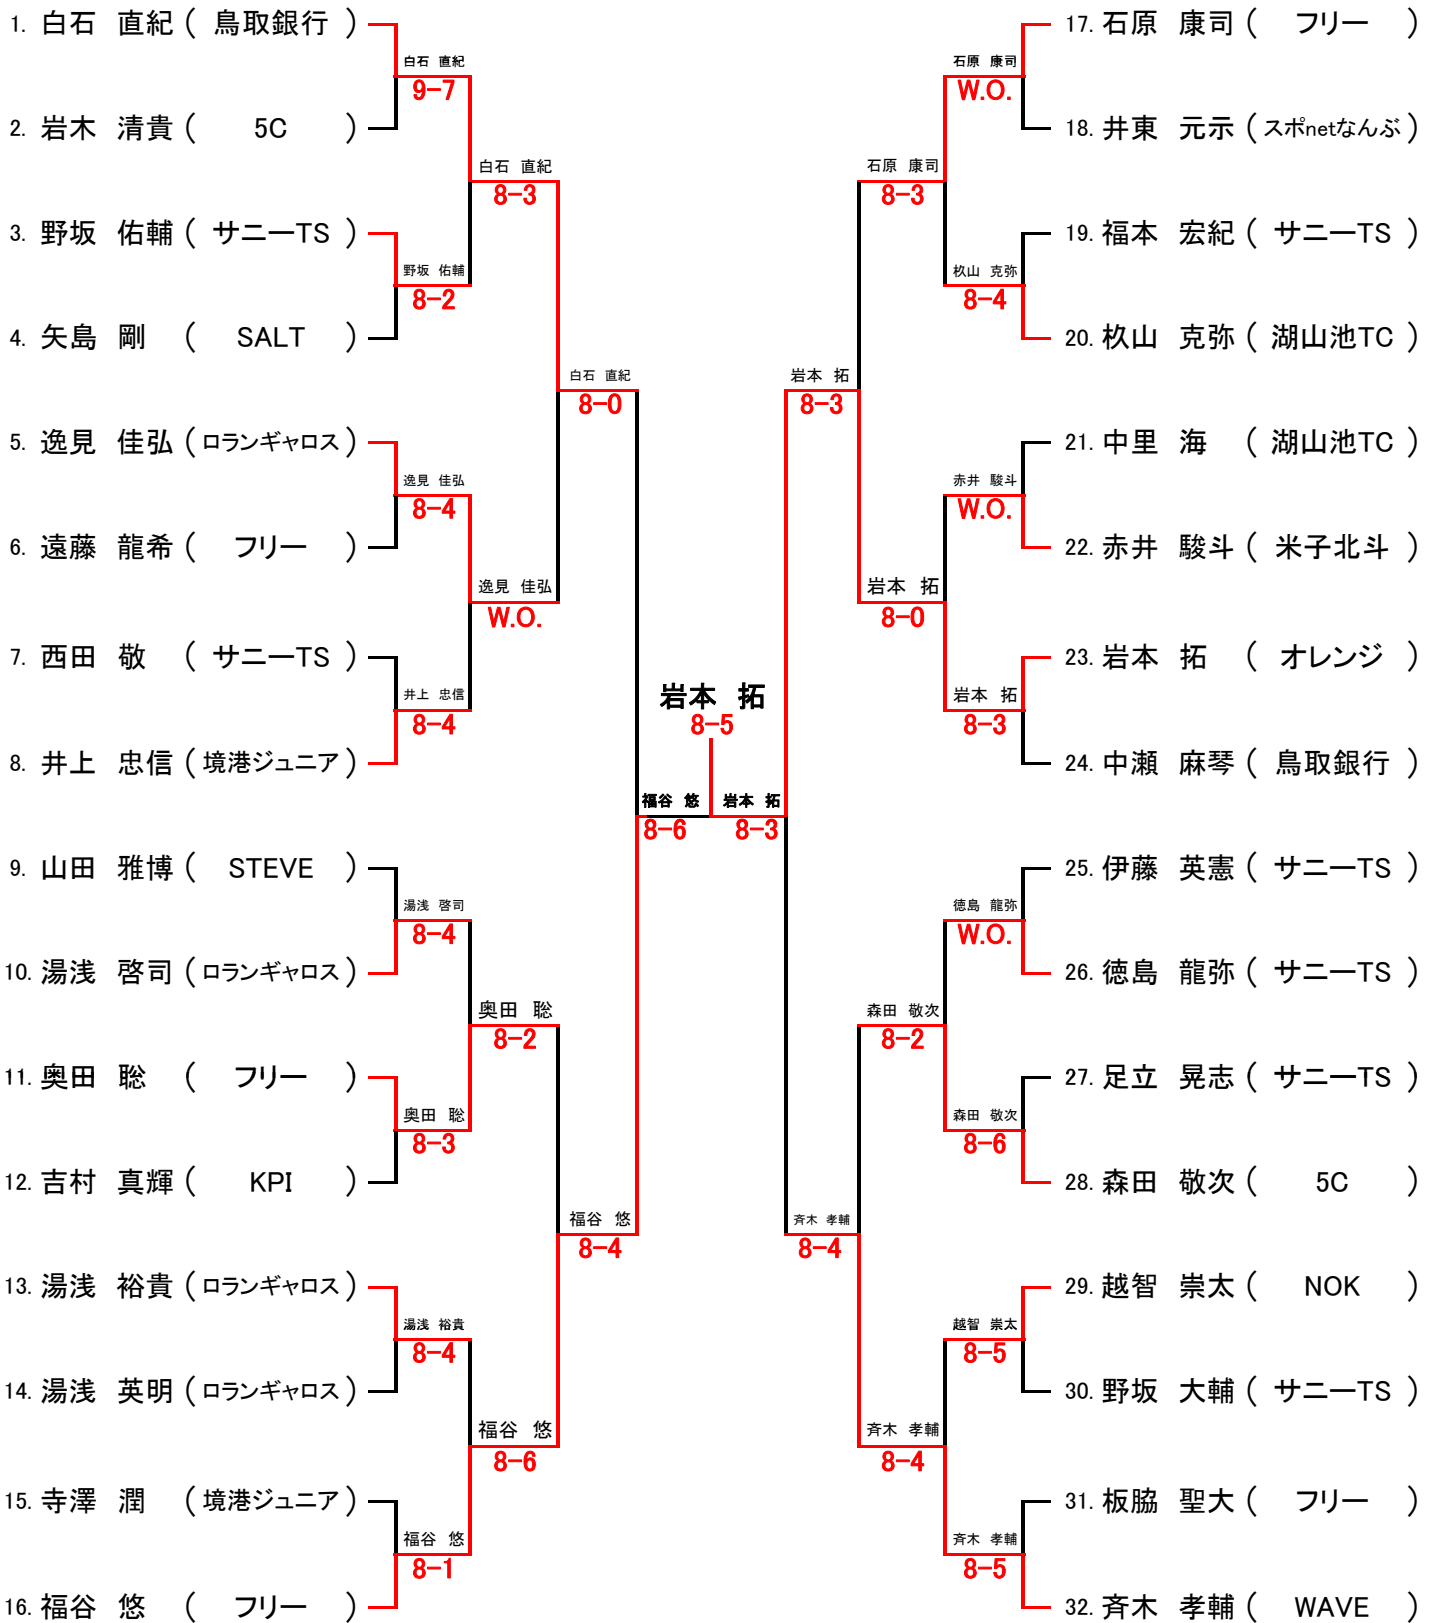 1. 白石 直紀 ( 鳥取銀行 )
白石 直紀
9-7
2. 岩木 清貴 ( 5C )
白石 直紀
8-3
3. 野坂 佑輔 ( サニーTS )
野坂 佑輔
8-2
4. 矢島 剛 ( SALT )
白石 直紀
8-0
5. 逸見 佳弘 (ロランギャロス)
逸見 佳弘
8-4
6. 遠藤 龍希 ( フリー )
逸見 佳弘
W.O.
7. 西田 敬 ( サニーTS )
井上 忠信
8-4
8. 井上 忠信 (境港ジュニア)
福谷 悠
8-6
9. 山田 雅博 ( STEVE )
湯浅 啓司
8-4
10. 湯浅 啓司 (ロランギャロス)
奥田 聡
8-2
11. 奥田 聡 ( フリー )
奥田 聡
8-3
12. 吉村 真輝 ( KPI )
福谷 悠
8-4
13. 湯浅 裕貴 (ロランギャロス)
湯浅 裕貴
8-4
14. 湯浅 英明 (ロランギャロス)
福谷 悠
8-6
15. 寺澤 潤 (境港ジュニア)
福谷 悠
8-1
16. 福谷 悠 ( フリー )
岩本 拓
8-5
17. 石原 康司 ( フリー )
石原 康司
W.O.
18. 井東 元示 (スポnetなんぶ)
石原 康司
8-3
19. 福本 宏紀 ( サニーTS )
杦山 克弥
8-4
20. 杦山 克弥 ( 湖山池TC )
岩本 拓
8-3
21. 中里 海 ( 湖山池TC )
赤井 駿斗
W.O.
22. 赤井 駿斗 ( 米子北斗 )
岩本 拓
8-0
23. 岩本 拓 ( オレンジ )
岩本 拓
8-3
24. 中瀬 麻琴 ( 鳥取銀行 )
岩本 拓
8-3
25. 伊藤 英憲 ( サニーTS )
徳島 龍弥
W.O.
26. 徳島 龍弥 ( サニーTS )
森田 敬次
8-2
27. 足立 晃志 ( サニーTS )
森田 敬次
8-6
28. 森田 敬次 ( 5C )
斉木 孝輔
8-4
29. 越智 崇太 ( NOK )
越智 崇太
8-5
30. 野坂 大輔 ( サニーTS )
斉木 孝輔
8-4
31. 板脇 聖大 ( フリー )
斉木 孝輔
8-5
32. 斉木 孝輔 ( WAVE )